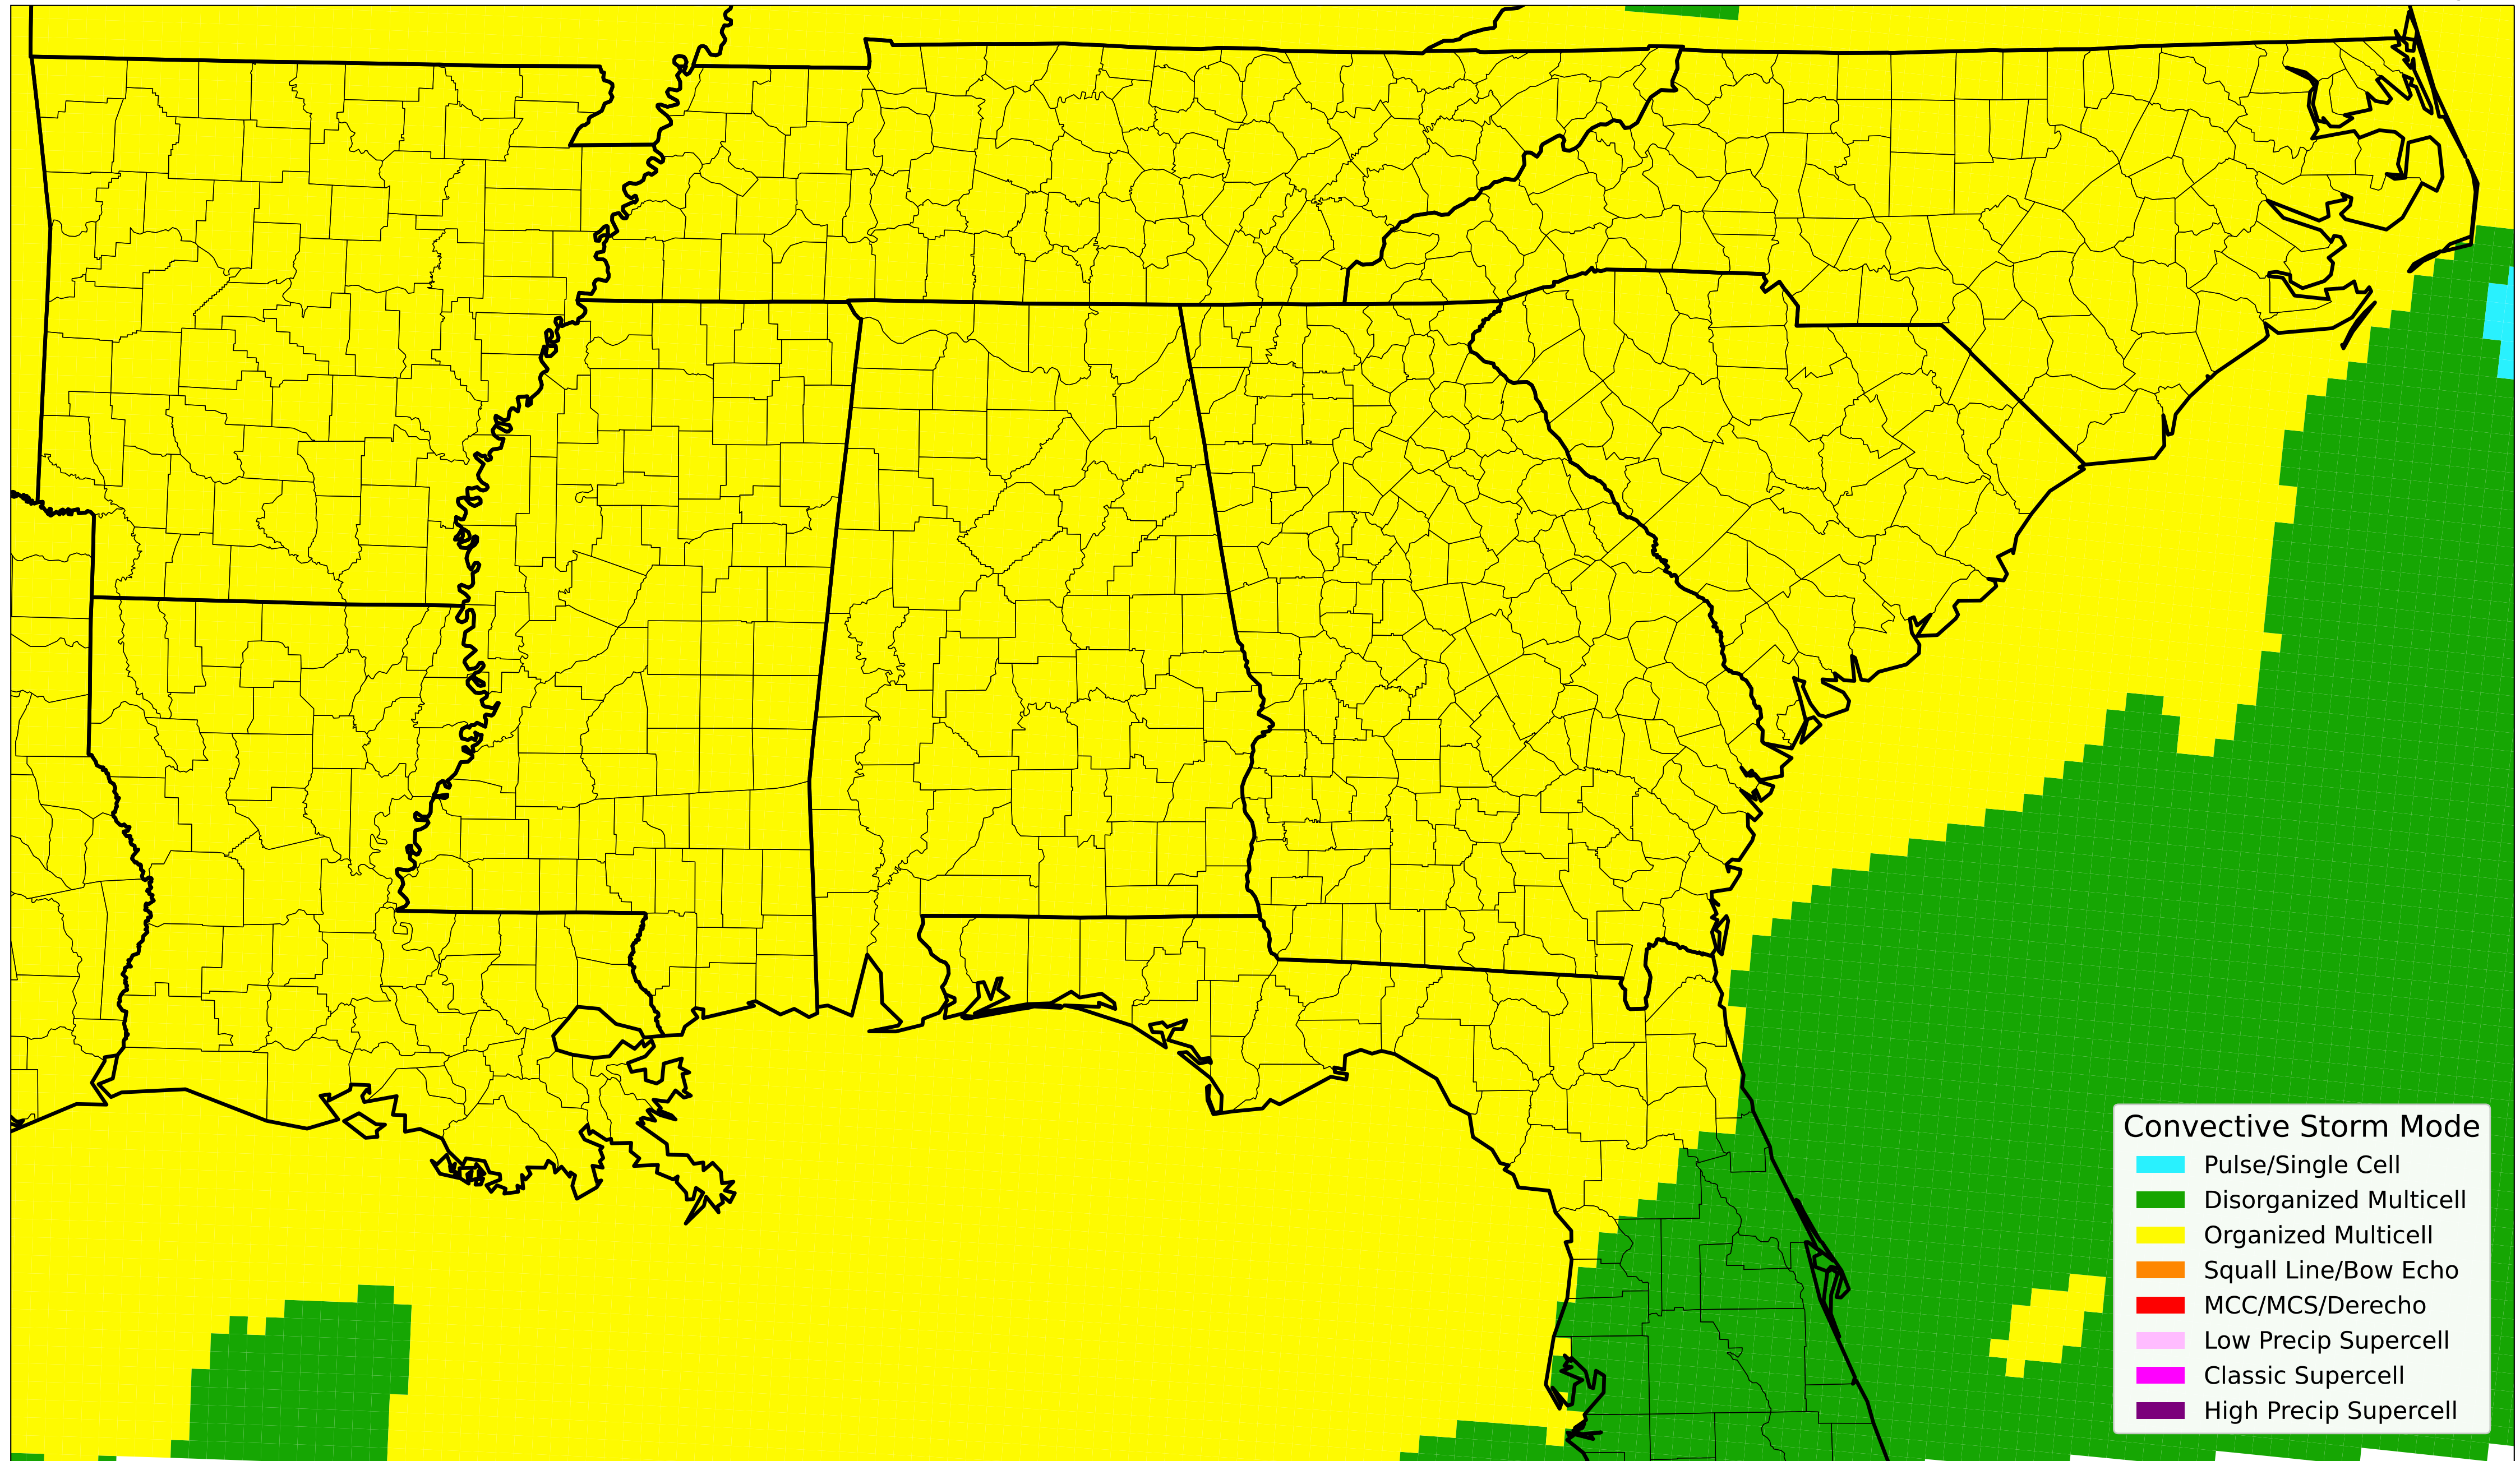 Convective Storm Mode
Pulse/Single Cell
Disorganized Multicell
Organized Multicell
Squall Line/Bow Echo
MCC/MCS/Derecho
Low Precip Supercell
Classic Supercell
High Precip Supercell